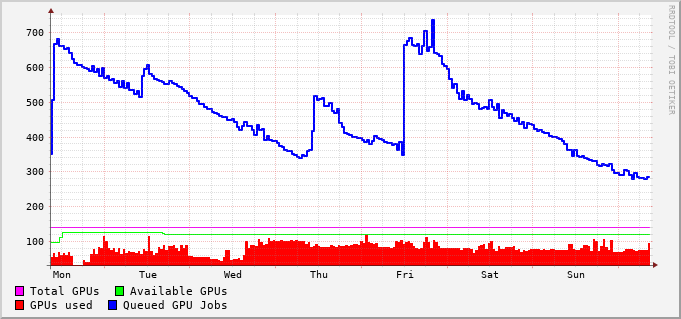 700
600
500
400
300
200
100
Mon Tue Wed Thu Fri Sat Sun
Total GPUs Available GPUs
GPUs used Queued GPU Jobs
RRDTOOL / TOBI OETIKER